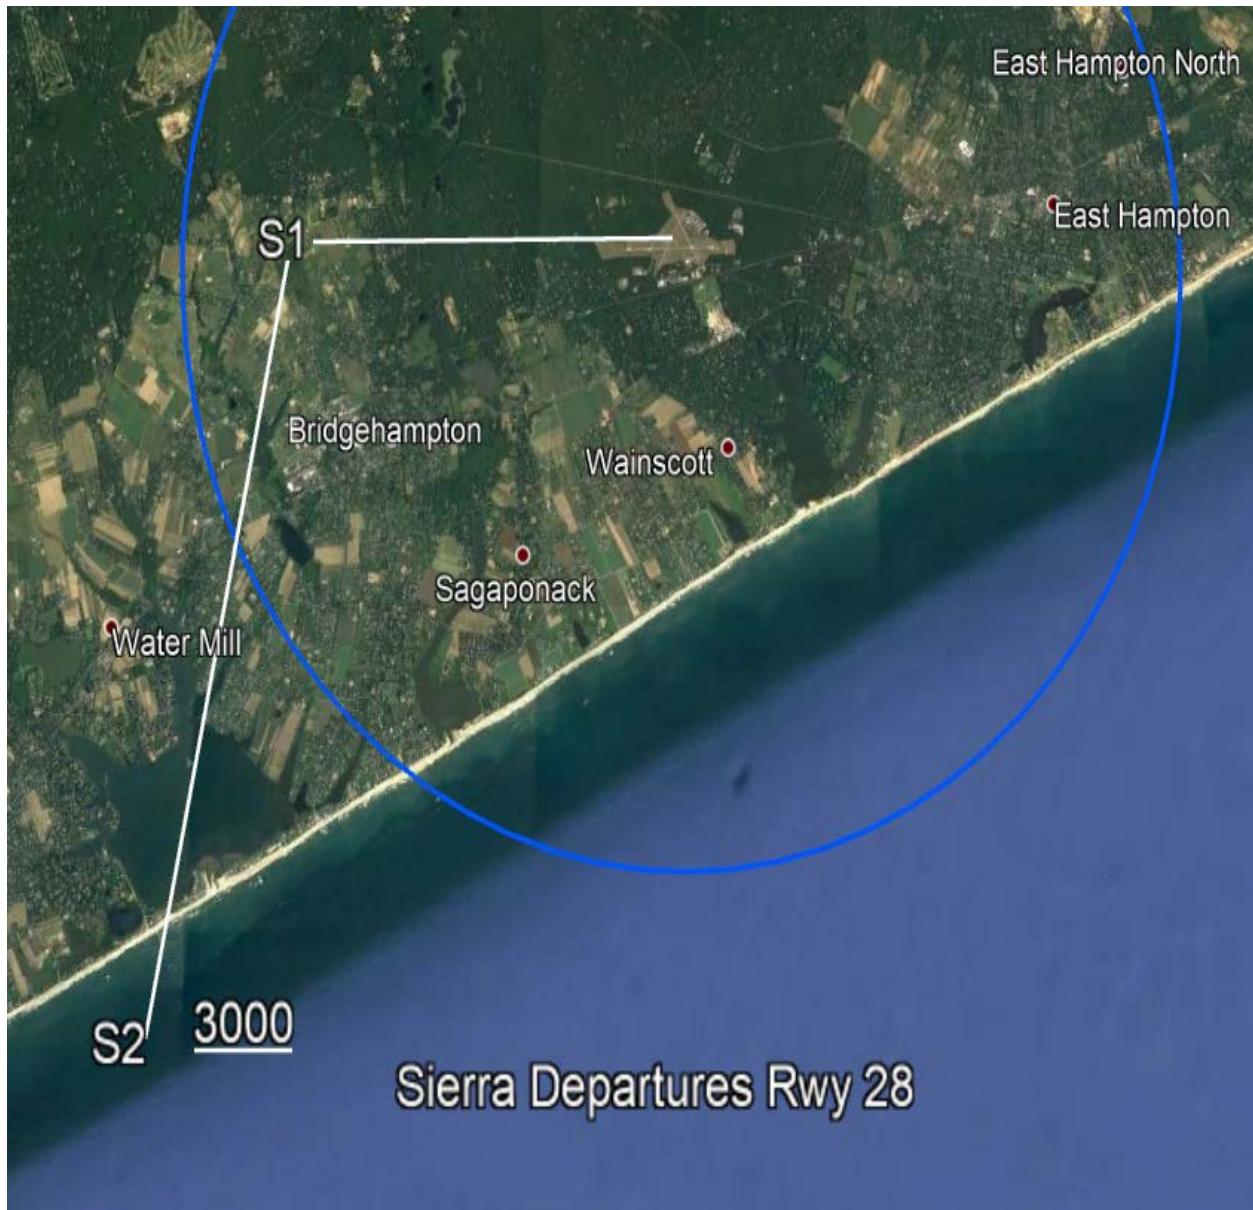 East Hampton North
East Hampton
S1
Bridgehampton
Wainscott
Sagaponack
Water Mill
S2
3000
Sierra Departures Rwy 28